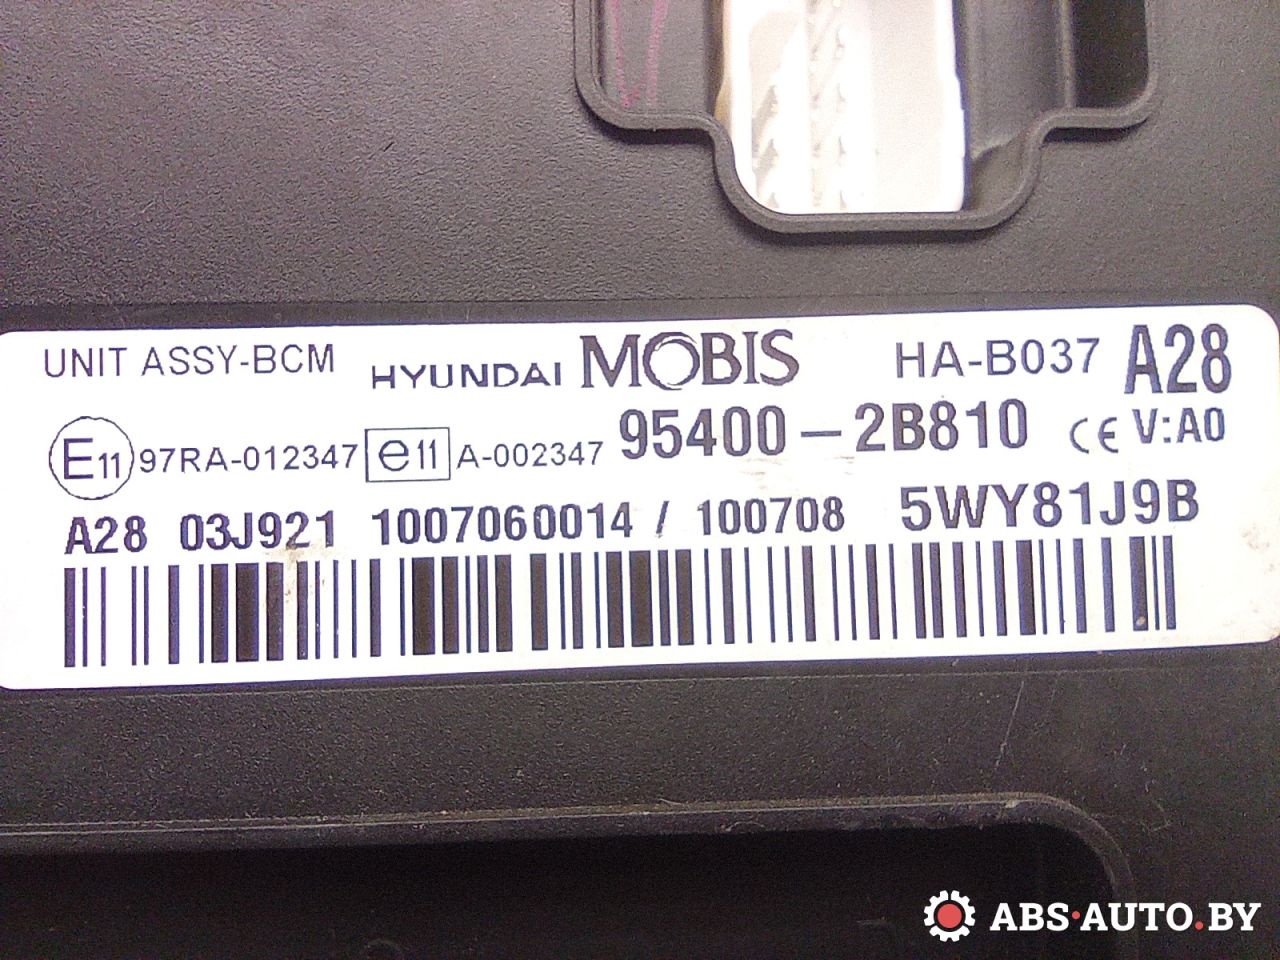 UNIT ASSY-BCM HYUNDAI MOBIS HA-B037 A28
E11 97RA-012347 e11 A-002347 95400-2B810 CE V:A0
A28 03J921 1007060014 / 100708 5WY81J9B
ABS·AUTO.BY